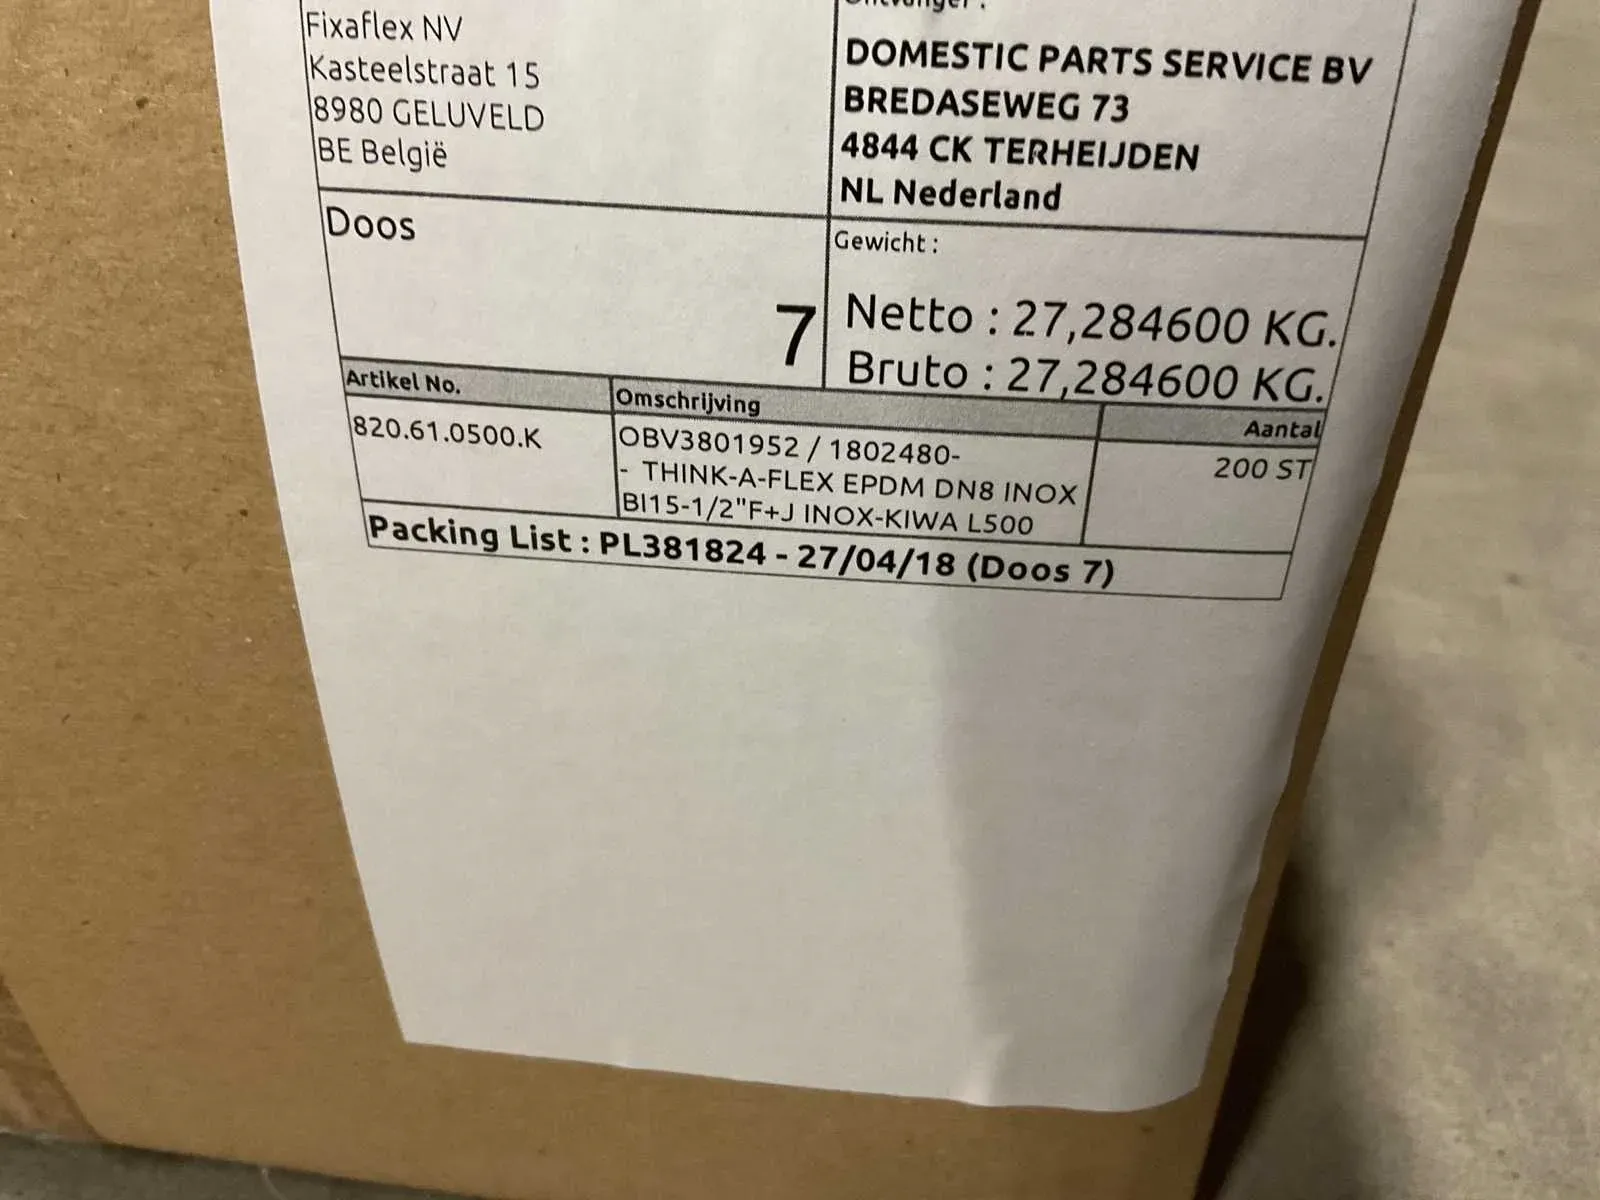 Fixaflex NV
Kasteelstraat 15
8980 GELUVELD
BE België
Ontvanger :
DOMESTIC PARTS SERVICE BV
BREDASEWEG 73
4844 CK TERHEIJDEN
NL Nederland
Doos
7
Gewicht :
Netto : 27,284600 KG.
Bruto : 27,284600 KG.
Artikel No.
Omschrijving
Aantal
820.61.0500.K
OBV3801952 / 1802480-
- THINK-A-FLEX EPDM DN8 INOX
BI15-1/2"F+J INOX-KIWA L500
200 ST
Packing List : PL381824 - 27/04/18 (Doos 7)